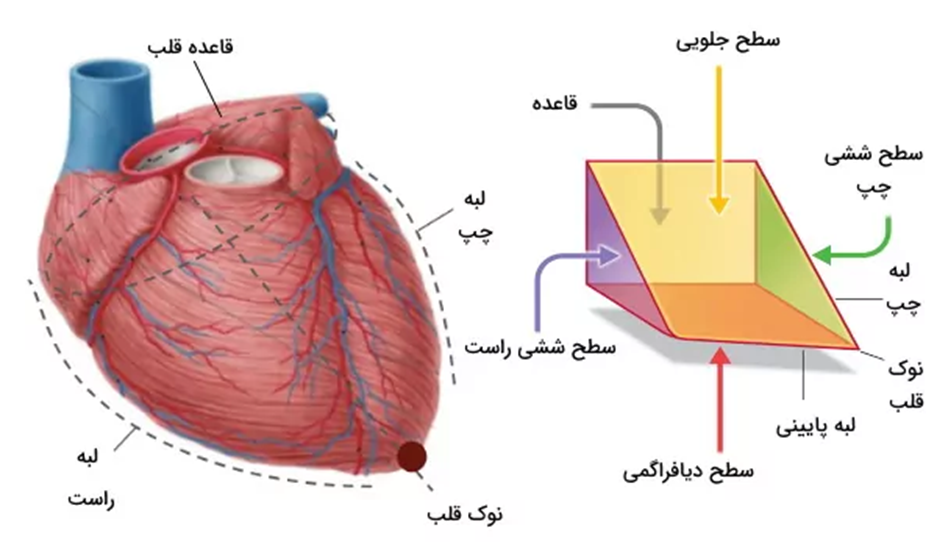 قاعده قلب
لبه
چپ
لبه
راست
نوک قلب
سطح جلویی
قاعده
سطح ششی
چپ
لبه
چپ
سطح ششی راست
نوک
قلب
لبه پایینی
سطح دیافراگمی